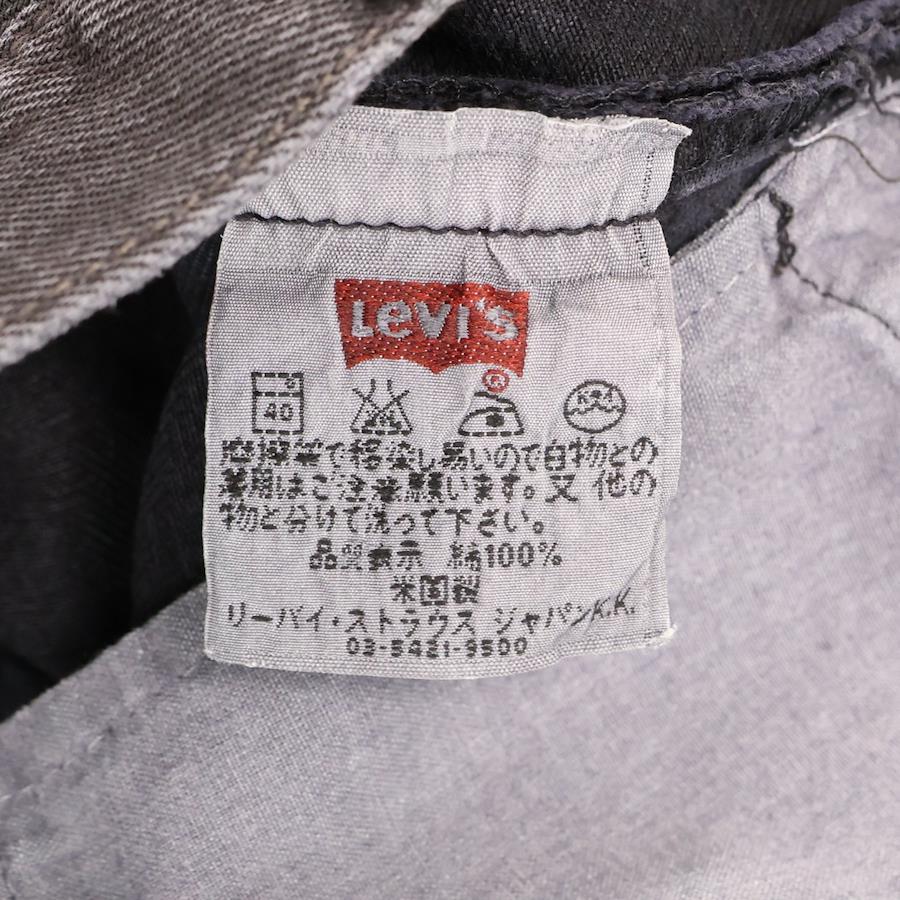 Levi's
®
40
摩擦等で移染し易いので白物との
着用はご注意願います。又 他の
物と分けて洗って下さい。
品質表示 綿100%
米国製
リーバイ・ストラウス ジャパンK.K.
03-5421-9500